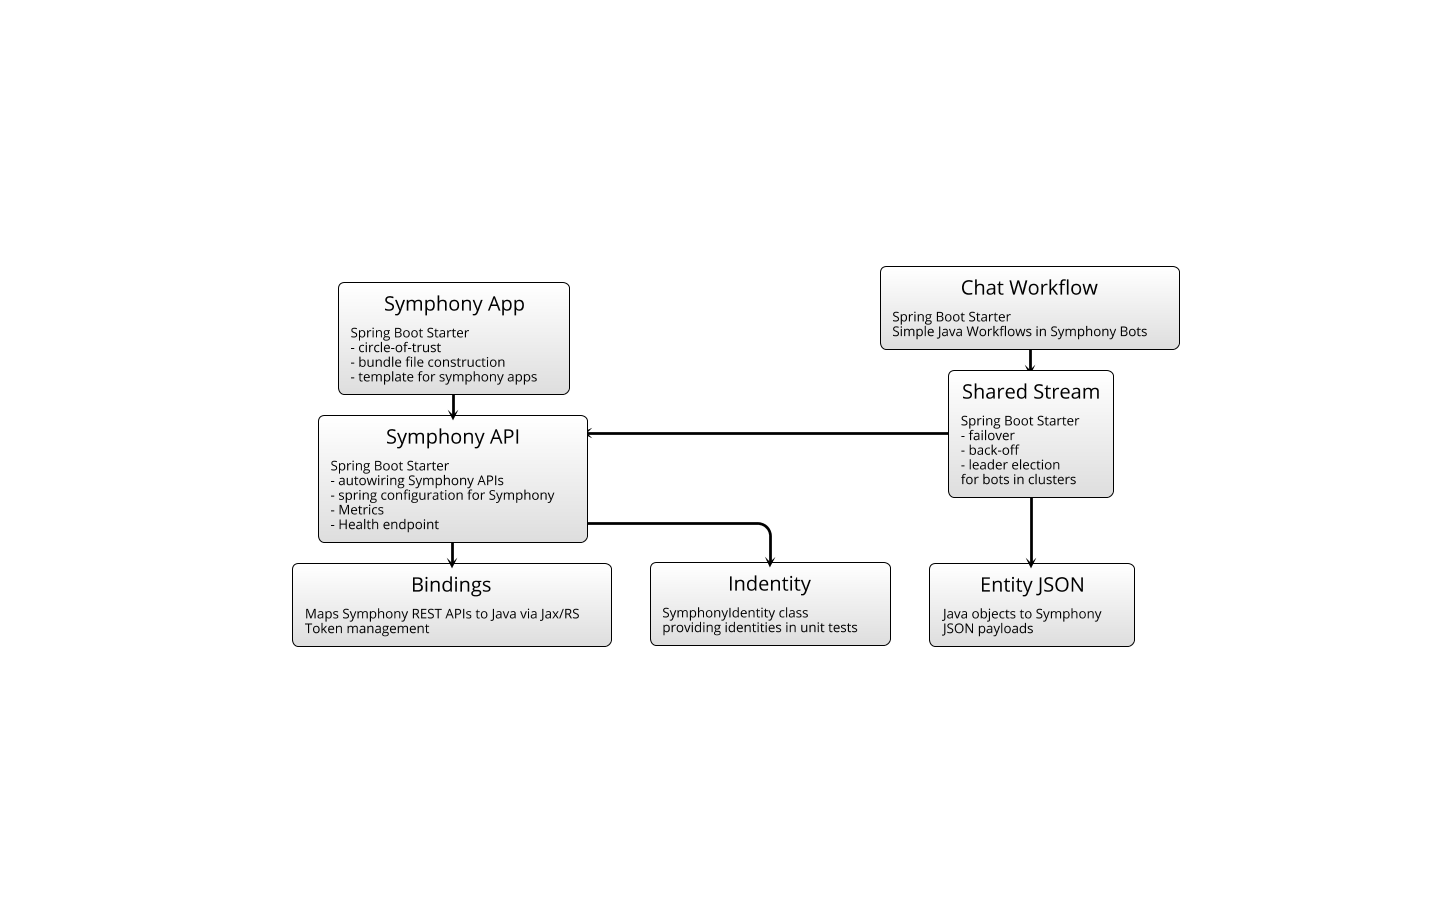 Symphony App
Spring Boot Starter
- circle-of-trust
- bundle file construction
- template for symphony apps
Chat Workflow
Spring Boot Starter
Simple Java Workflows in Symphony Bots
Shared Stream
Spring Boot Starter
- failover
- back-off
- leader election
for bots in clusters
Symphony API
Spring Boot Starter
- autowiring Symphony APIs
- spring configuration for Symphony
- Metrics
- Health endpoint
Bindings
Maps Symphony REST APIs to Java via Jax/RS
Token management
Indentity
SymphonyIdentity class
providing identities in unit tests
Entity JSON
Java objects to Symphony
JSON payloads